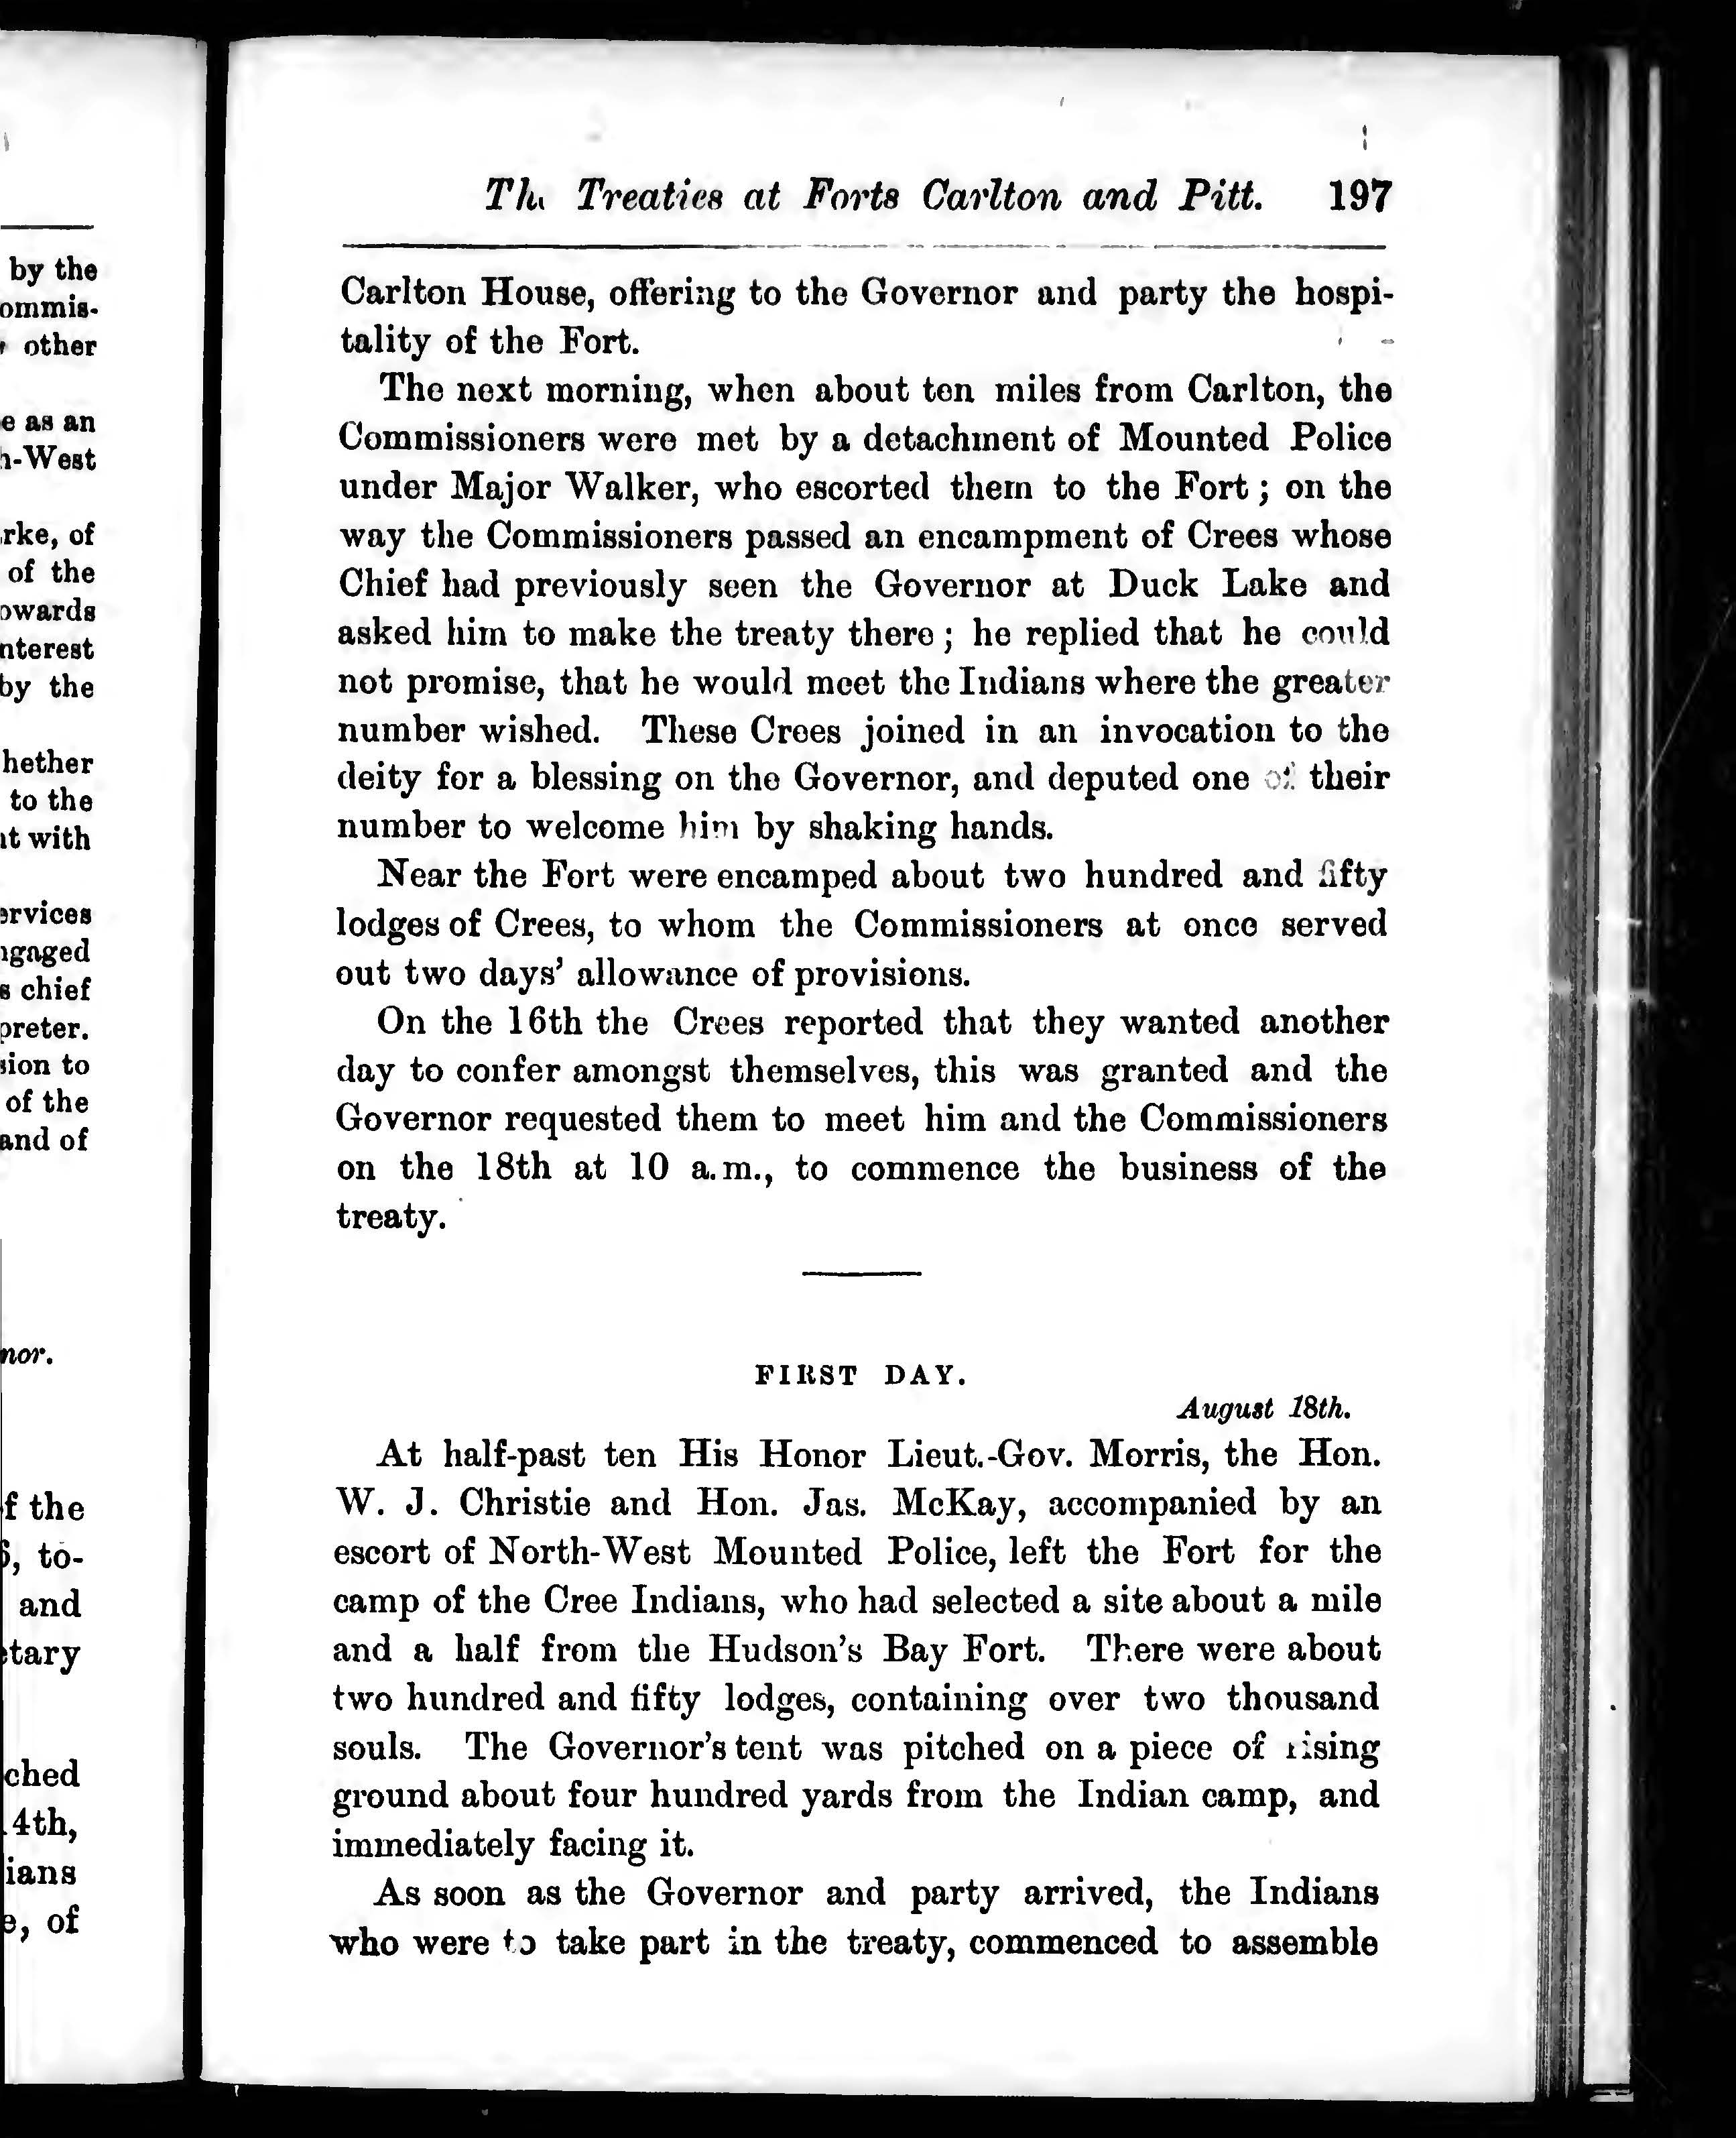 by the
ommis-
other
e as an
-West
rke, of
of the
owards
nterest
by the
hether
to the
t with
ervices
ngaged
s chief
preter.
sion to
of the
and of
nor.
f the
, to-
and
tary
ched
4th,
ians
e, of
The Treaties at Forts Carlton and Pitt. 197
Carlton House, offering to the Governor and party the hospi-
tality of the Fort.
The next morning, when about ten miles from Carlton, the
Commissioners were met by a detachment of Mounted Police
under Major Walker, who escorted them to the Fort ; on the
way the Commissioners passed an encampment of Crees whose
Chief had previously seen the Governor at Duck Lake and
asked him to make the treaty there ; he replied that he could
not promise, that he would meet the Indians where the greater
number wished. These Crees joined in an invocation to the
deity for a blessing on the Governor, and deputed one of their
number to welcome him by shaking hands.
Near the Fort were encamped about two hundred and fifty
lodges of Crees, to whom the Commissioners at once served
out two days' allowance of provisions.
On the 16th the Crees reported that they wanted another
day to confer amongst themselves, this was granted and the
Governor requested them to meet him and the Commissioners
on the 18th at 10 a.m., to commence the business of the
treaty.
FIRST DAY.
August 18th.
At half-past ten His Honor Lieut.-Gov. Morris, the Hon.
W. J. Christie and Hon. Jas. McKay, accompanied by an
escort of North-West Mounted Police, left the Fort for the
camp of the Cree Indians, who had selected a site about a mile
and a half from the Hudson's Bay Fort. There were about
two hundred and fifty lodges, containing over two thousand
souls. The Governor's tent was pitched on a piece of rising
ground about four hundred yards from the Indian camp, and
immediately facing it.
As soon as the Governor and party arrived, the Indians
who were to take part in the treaty, commenced to assemble